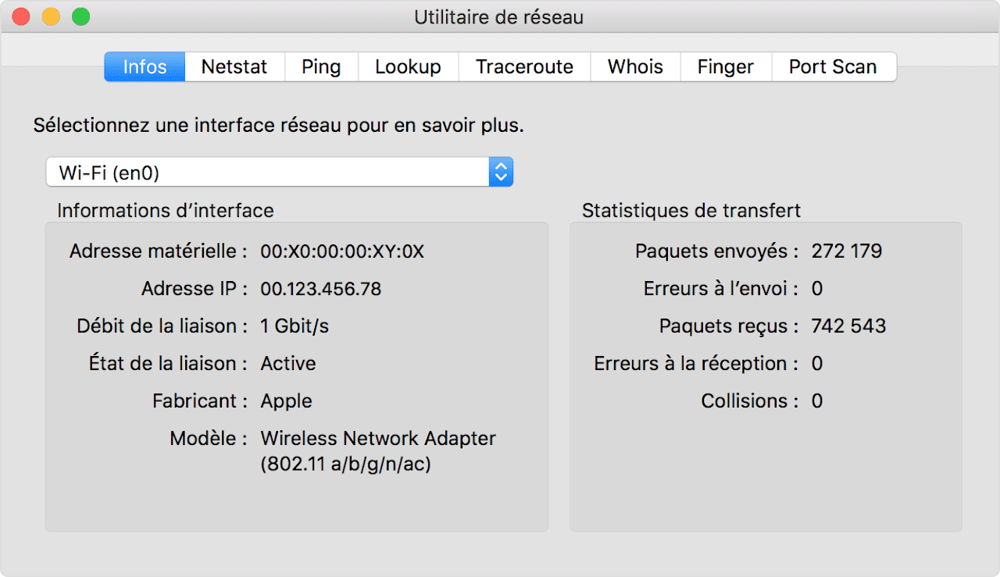 Utilitaire de réseau
Infos Netstat Ping Lookup Traceroute Whois Finger Port Scan
Sélectionnez une interface réseau pour en savoir plus.
Wi-Fi (en0)
Informations d’interface
Adresse matérielle : 00:X0:00:00:XY:0X
Adresse IP : 00.123.456.78
Débit de la liaison : 1 Gbit/s
État de la liaison : Active
Fabricant : Apple
Modèle : Wireless Network Adapter
(802.11 a/b/g/n/ac)
Statistiques de transfert
Paquets envoyés : 272 179
Erreurs à l’envoi : 0
Paquets reçus : 742 543
Erreurs à la réception : 0
Collisions : 0